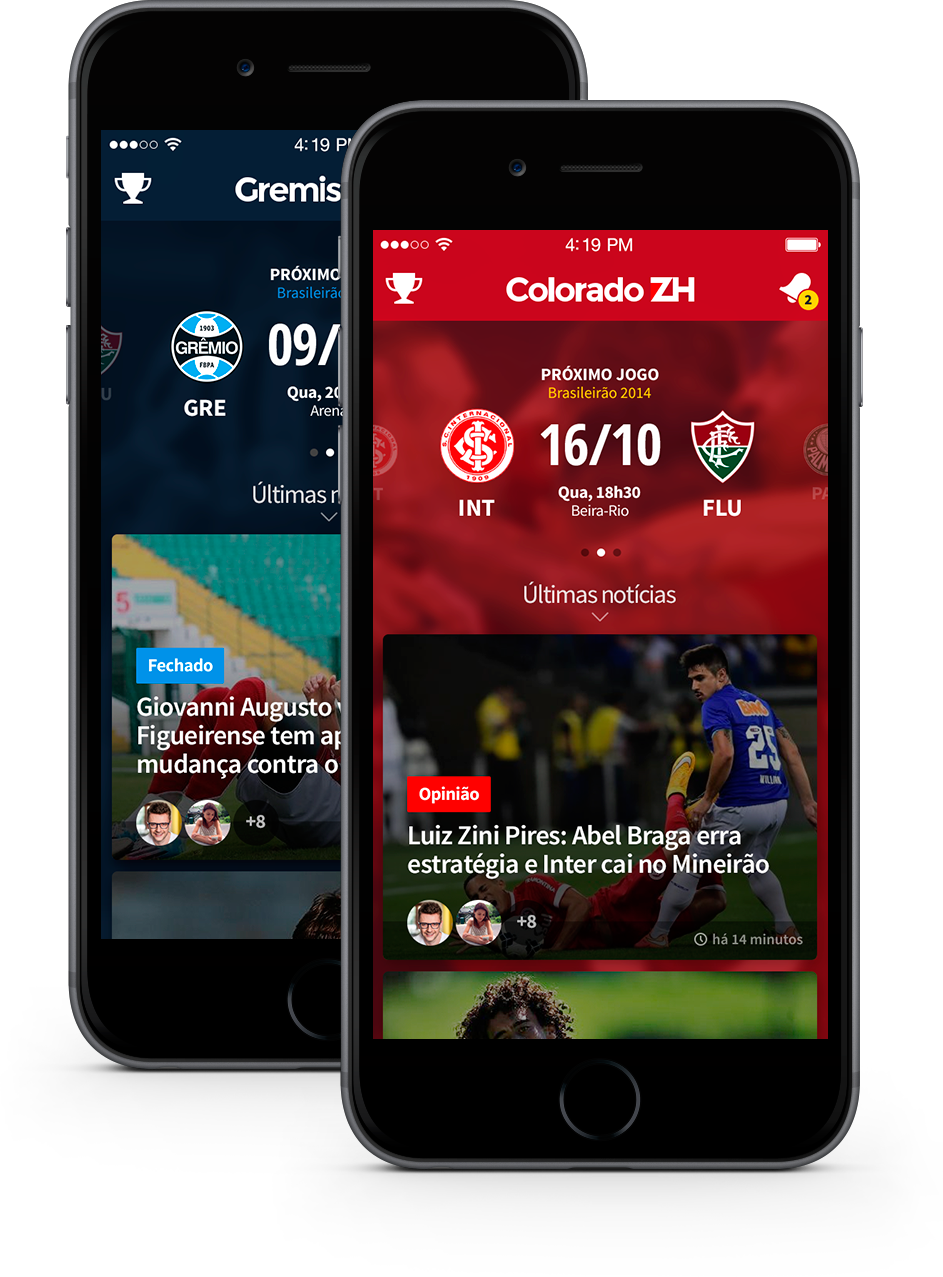 4:19 PM
Gremis
PRÓXIMO
Brasileirão
1903
GRÊMIO
FBPA
09/
Qua, 20
Arena
GRE
U
Últimas n
5
Fechado
Giovanni Augusto v
Figueirense tem ap
mudança contra o
+8
4:19 PM
Colorado ZH
2
PRÓXIMO JOGO
Brasileirão 2014
S.C. INTERNACIONAL
1909
16/10
Qua, 18h30
Beira-Rio
INT
FLU
T
PA
Últimas notícias
BMG
25
WILLIAN
Opinião
Luiz Zini Pires: Abel Braga erra
estratégia e Inter cai no Mineirão
+8
há 14 minutos